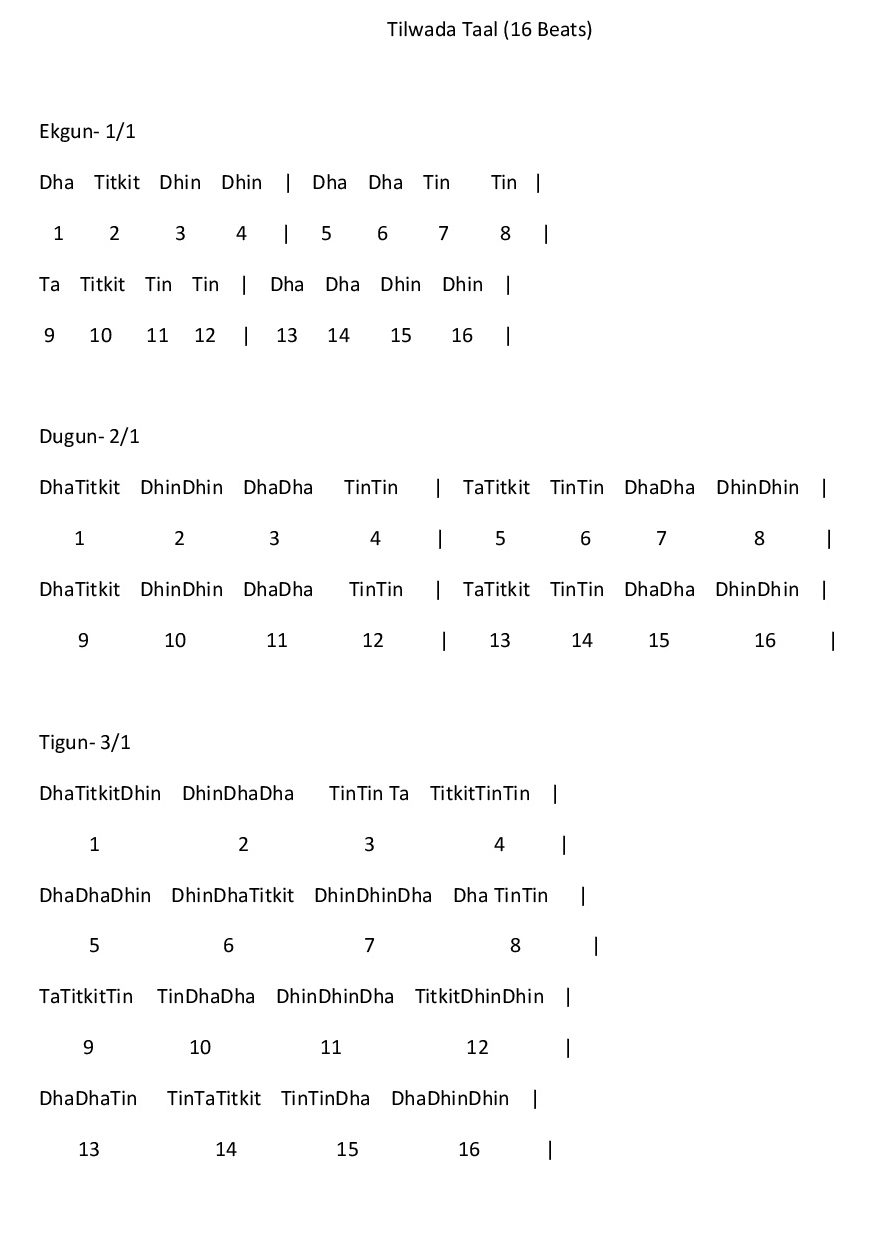 Tilwada Taal (16 Beats)
Ekgun- 1/1
Dha Titkit Dhin Dhin | Dha Dha Tin Tin |
1 2 3 4 | 5 6 7 8 |
Ta Titkit Tin Tin | Dha Dha Dhin Dhin |
9 10 11 12 | 13 14 15 16 |
Dugun- 2/1
DhaTitkit DhinDhin DhaDha TinTin | TaTitkit TinTin DhaDha DhinDhin |
1 2 3 4 | 5 6 7 8 |
DhaTitkit DhinDhin DhaDha TinTin | TaTitkit TinTin DhaDha DhinDhin |
9 10 11 12 | 13 14 15 16 |
Tigun- 3/1
DhaTitkitDhin DhinDhaDha TinTin Ta TitkitTinTin |
1 2 3 4 |
DhaDhaDhin DhinDhaTitkit DhinDhinDha Dha TinTin |
5 6 7 8 |
TaTitkitTin TinDhaDha DhinDhinDha TitkitDhinDhin |
9 10 11 12 |
DhaDhaTin TinTaTitkit TinTinDha DhaDhinDhin |
13 14 15 16 |